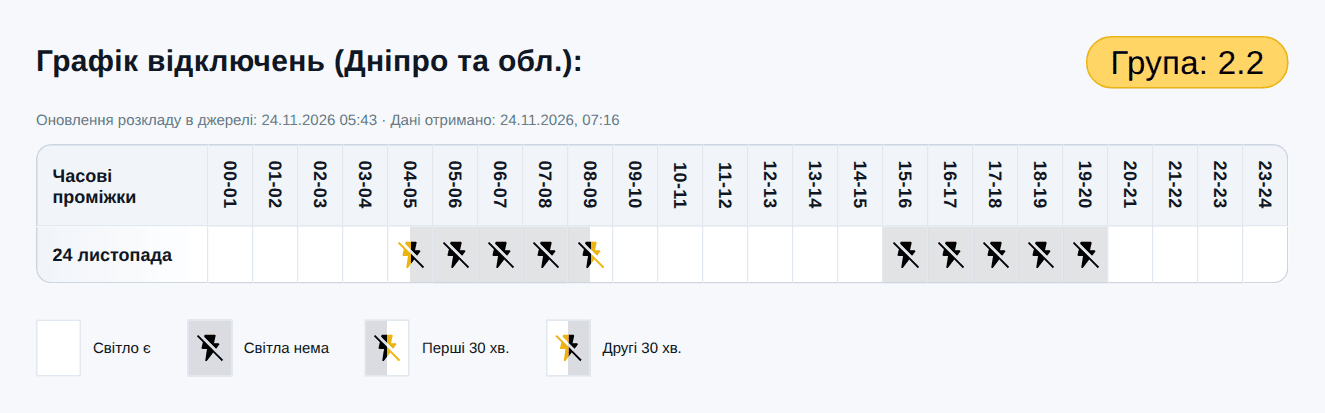 Графік відключень (Дніпро та обл.):
Група: 2.2
Оновлення розкладу в джерелі: 24.11.2026 05:43 · Дані отримано: 24.11.2026, 07:16
Часові
проміжки
00-01
01-02
02-03
03-04
04-05
05-06
06-07
07-08
08-09
09-10
10-11
11-12
12-13
13-14
14-15
15-16
16-17
17-18
18-19
19-20
20-21
21-22
22-23
23-24
24 листопада
Світло є
Світла нема
Перші 30 хв.
Другі 30 хв.